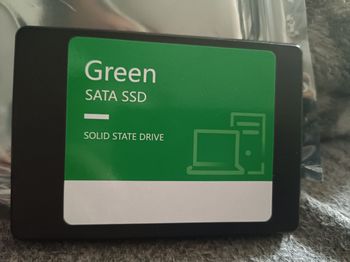 Green
SATA SSD
SOLID STATE DRIVE